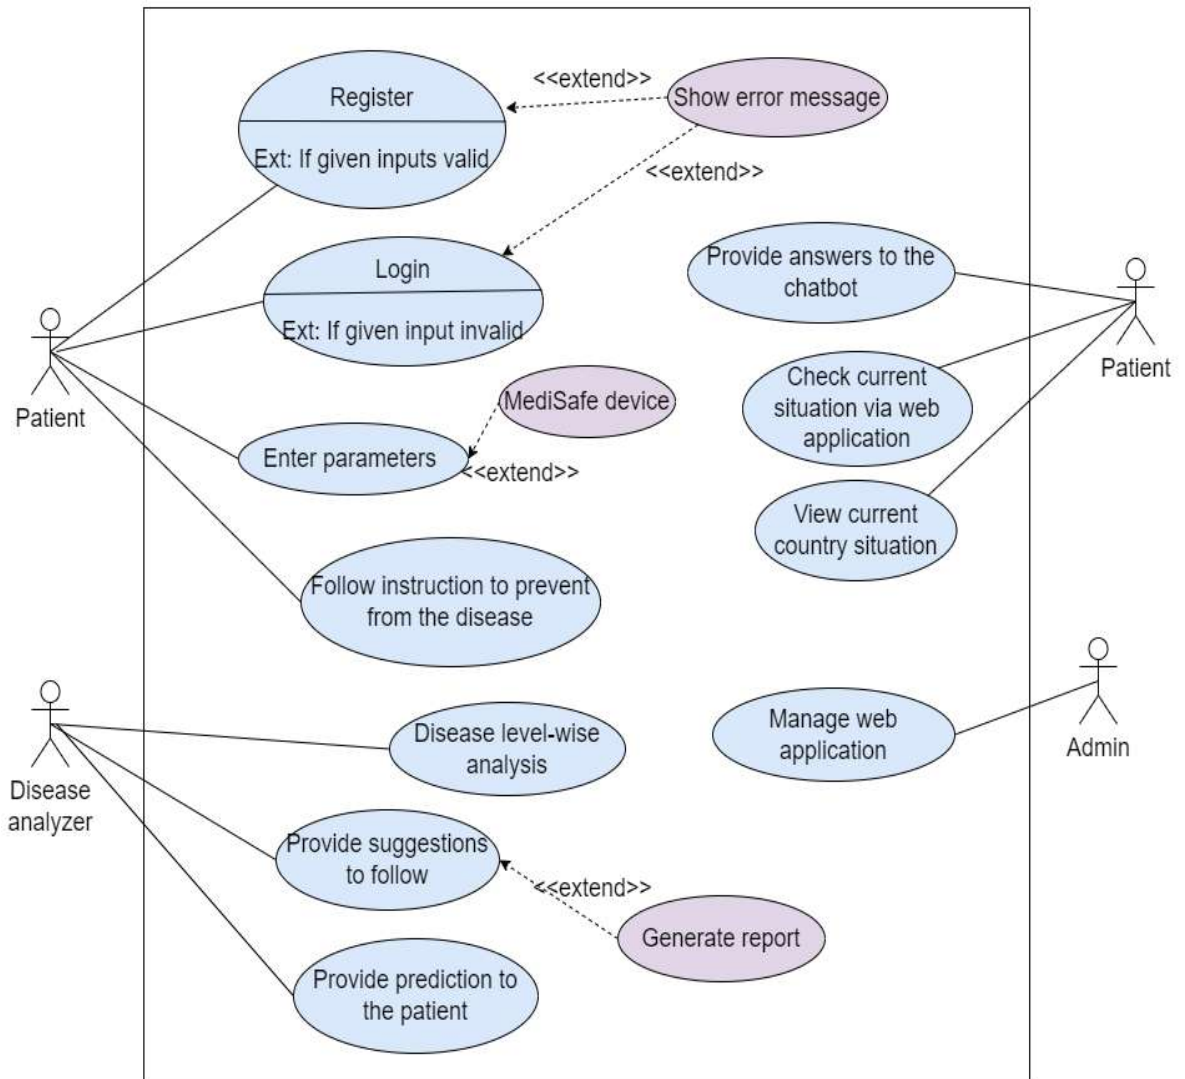 Register
Ext: If given inputs valid
<<extend>>
Show error message
<<extend>>
Login
Ext: If given input invalid
Provide answers to the
chatbot
Patient
Patient
MediSafe device
Check current
situation via web
application
Enter parameters
<<extend>>
View current
country situation
Follow instruction to prevent
from the disease
Disease level-wise
analysis
Manage web
application
Admin
Disease
analyzer
Provide suggestions
to follow
<<extend>>
Generate report
Provide prediction to
the patient